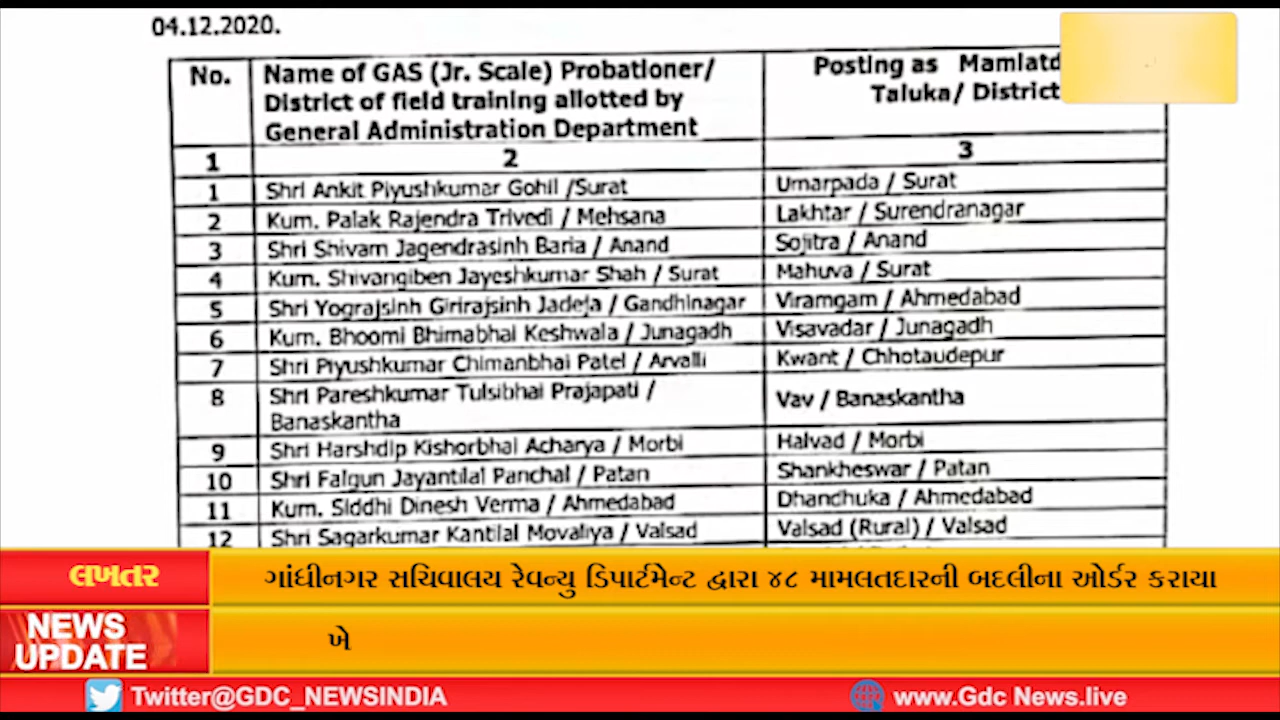 04.12.2020.
No. Name of GAS (Jr. Scale) Probationer/ Posting as Mamlatd
District of field training allotted by Taluka/ District
General Administration Department
1 2 3
1 Shri Ankit Piyushkumar Gohil /Surat Umarpada / Surat
2 Kum. Palak Rajendra Trivedi / Mehsana Lakhtar / Surendranagar
3 Shri Shivam Jagendrasinh Baria / Anand Sojitra / Anand
4 Kum. Shivangiben Jayeshkumar Shah / Surat Mahuva / Surat
5 Shri Yograjsinh Girirajsinh Jadeja / Gandhinagar Viramgam / Ahmedabad
6 Kum. Bhoomi Bhimabhai Keshwala / Junagadh Visavadar / Junagadh
7 Shri Piyushkumar Chimanbhai Patel / Arvalli Kwant / Chhotaudepur
8 Shri Pareshkumar Tulsibhai Prajapati / Vav / Banaskantha
Banaskantha
9 Shri Harshdip Kishorbhai Acharya / Morbi Halvad / Morbi
10 Shri Falgun Jayantilal Panchal / Patan Shankheswar / Patan
11 Kum. Siddhi Dinesh Verma / Ahmedabad Dhandhuka / Ahmedabad
12 Shri Sagarkumar Kantilal Movaliya / Valsad Valsad (Rural) / Valsad
લખતર ગાંધીનગર સચિવાલય રેવન્યુ ડિપાર્ટમેન્ટ દ્વારા ૪૮ મામલતદારની બદલીના ઓર્ડર કરાયા
NEWS
UPDATE
ખે
Twitter@GDC_NEWSINDIA www.Gdc News.live